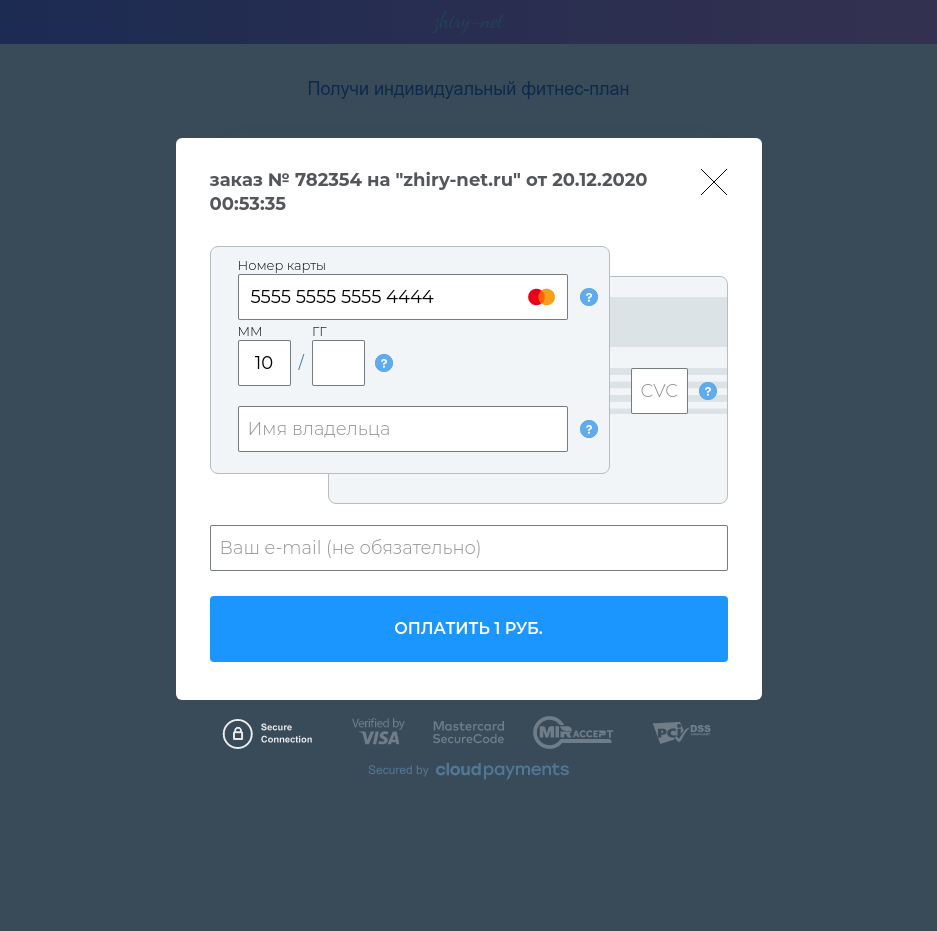 zhiry-net
Получи индивидуальный фитнес-план
заказ № 782354 на "zhiry-net.ru" от 20.12.2020
00:53:35
Номер карты
5555 5555 5555 4444
?
ММ ГГ
10 / ?
CVC ?
Имя владельца ?
Ваш e-mail (не обязательно)
ОПЛАТИТЬ 1 РУБ.
Secure
Connection
Verified by
VISA
Mastercard
SecureCode
MIR ACCEPT
PCI DSS
Secured by cloudpayments